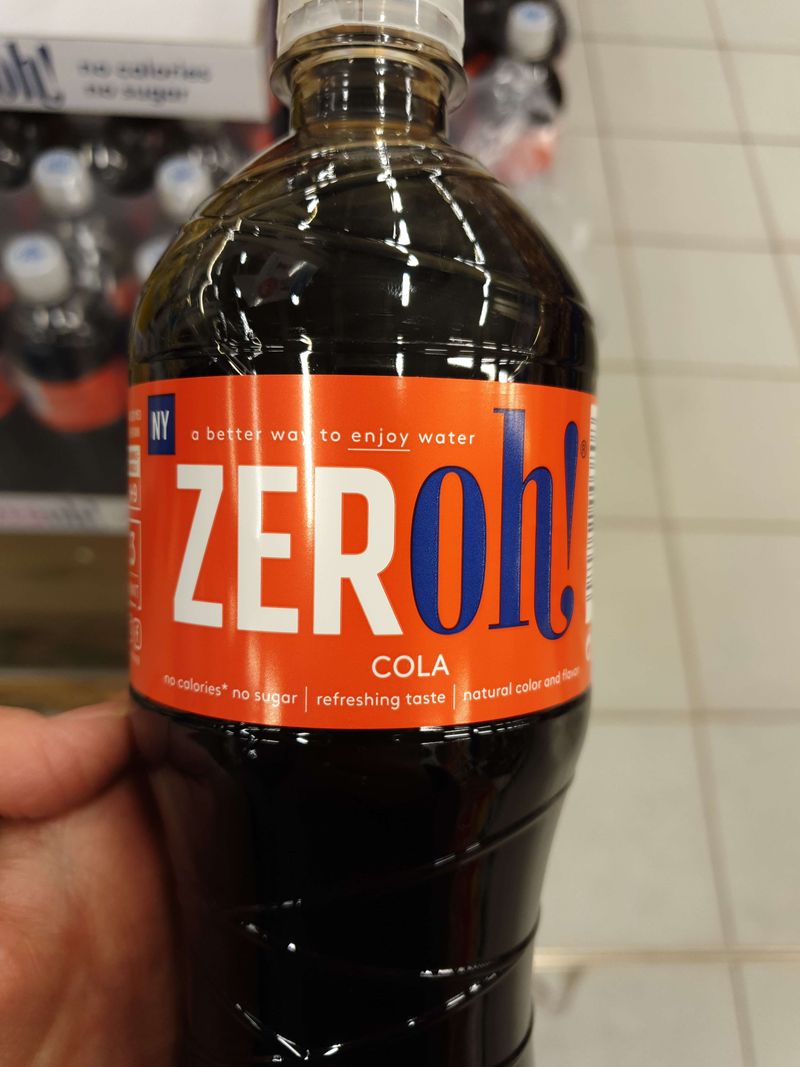 oh!
no calories
no sugar
NY
a better way to enjoy water
ZERoh!
®
COLA
no calories* no sugar | refreshing taste | natural color and flavor